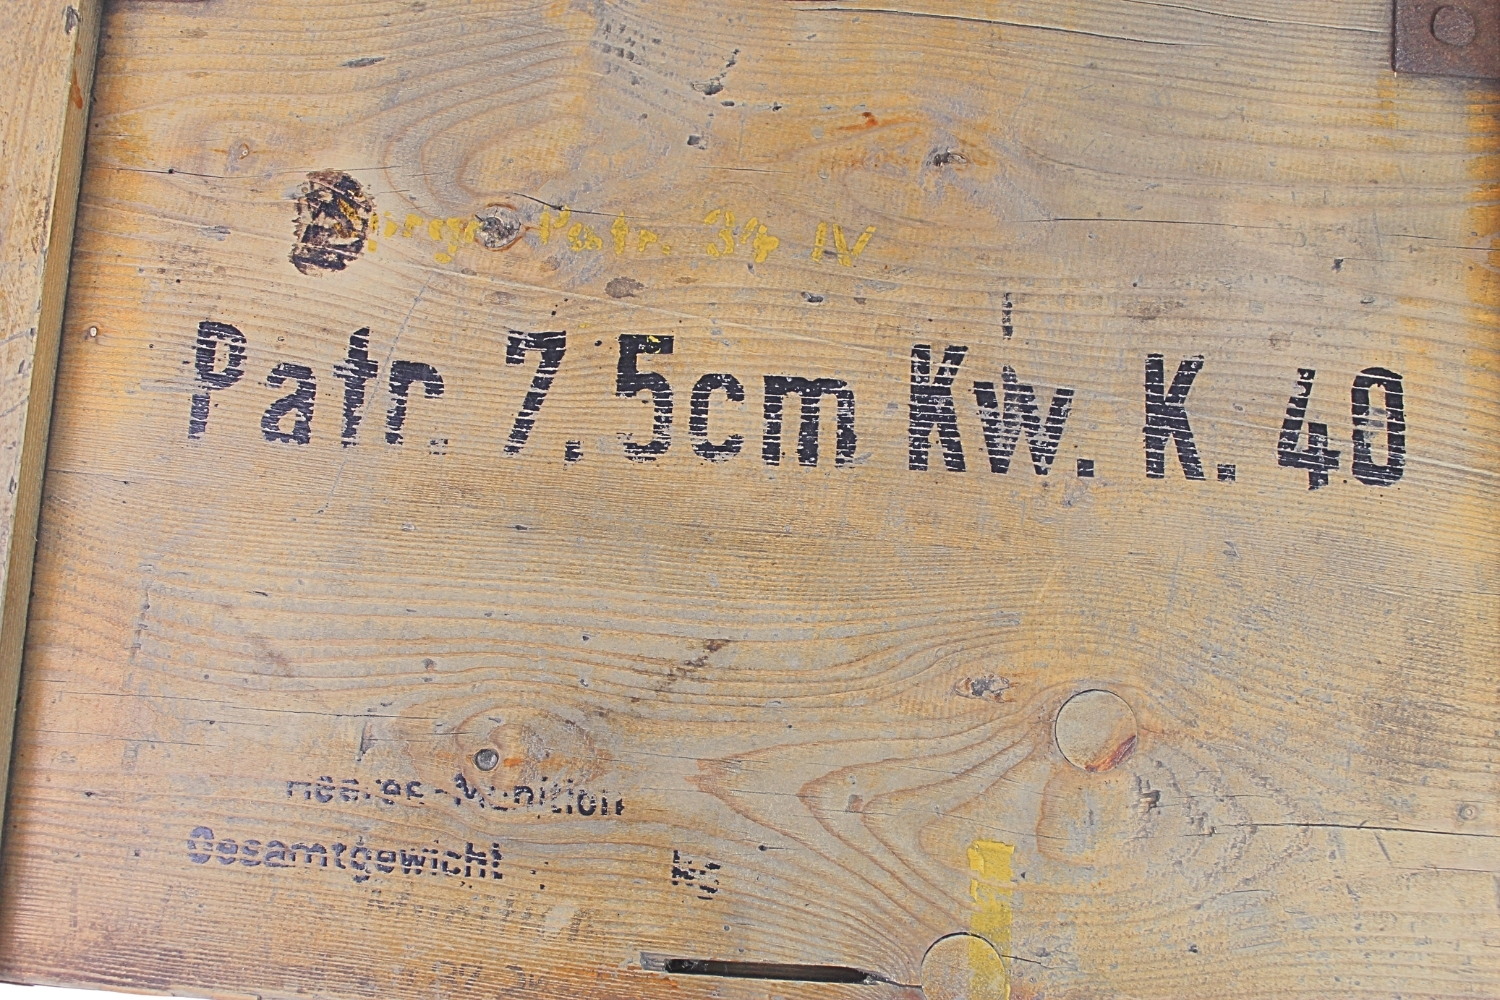 Patr. 34 IV
Patr. 7.5cm Kw. K. 40
Heeres-Munition
Gesamtgewicht Kg